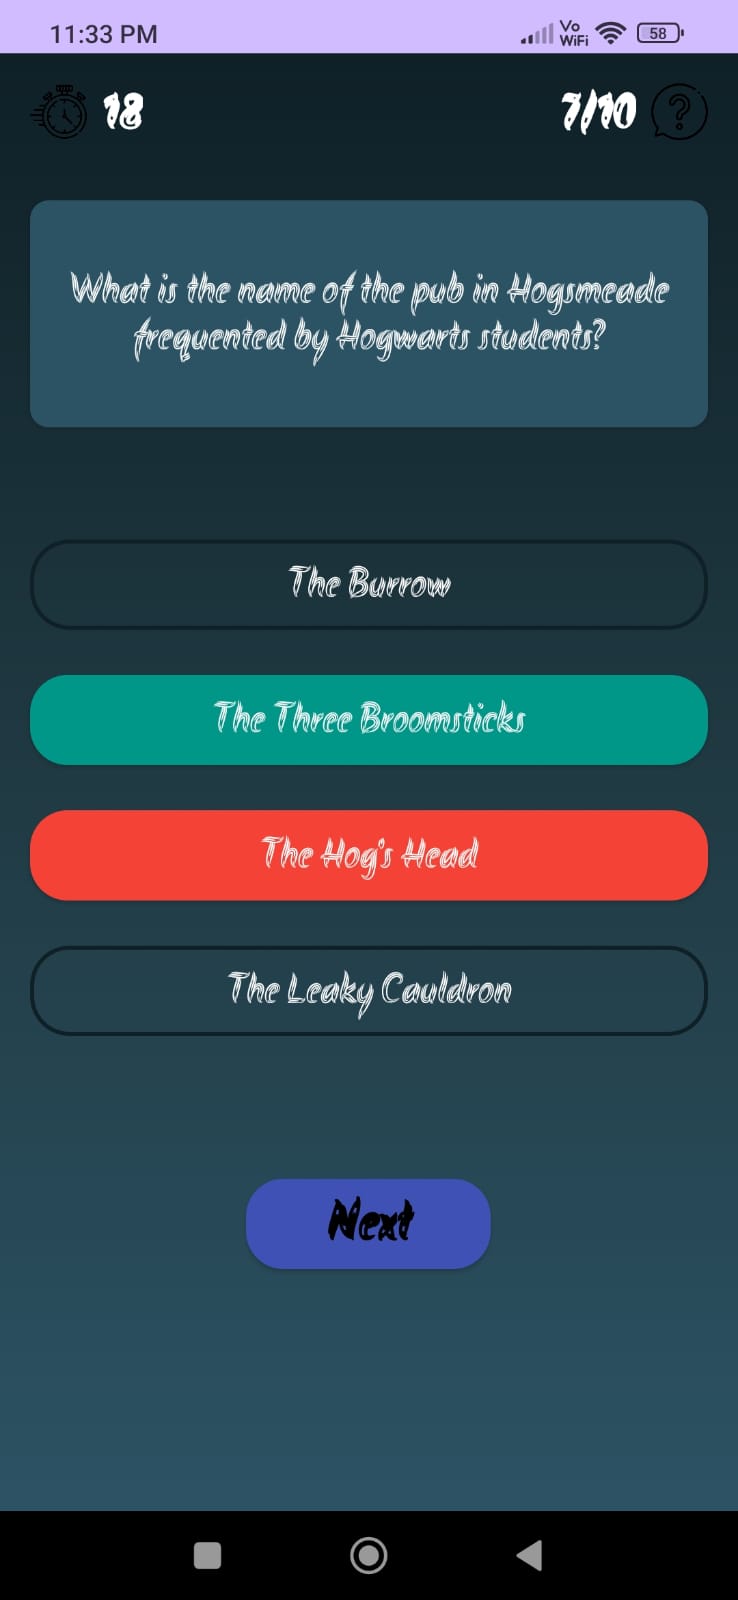 11:33 PM
Vo
WiFi
58
18
7/10
?
What is the name of the pub in Hogsmeade
frequented by Hogwarts students?
The Burrow
The Three Broomsticks
The Hog's Head
The Leaky Cauldron
Next